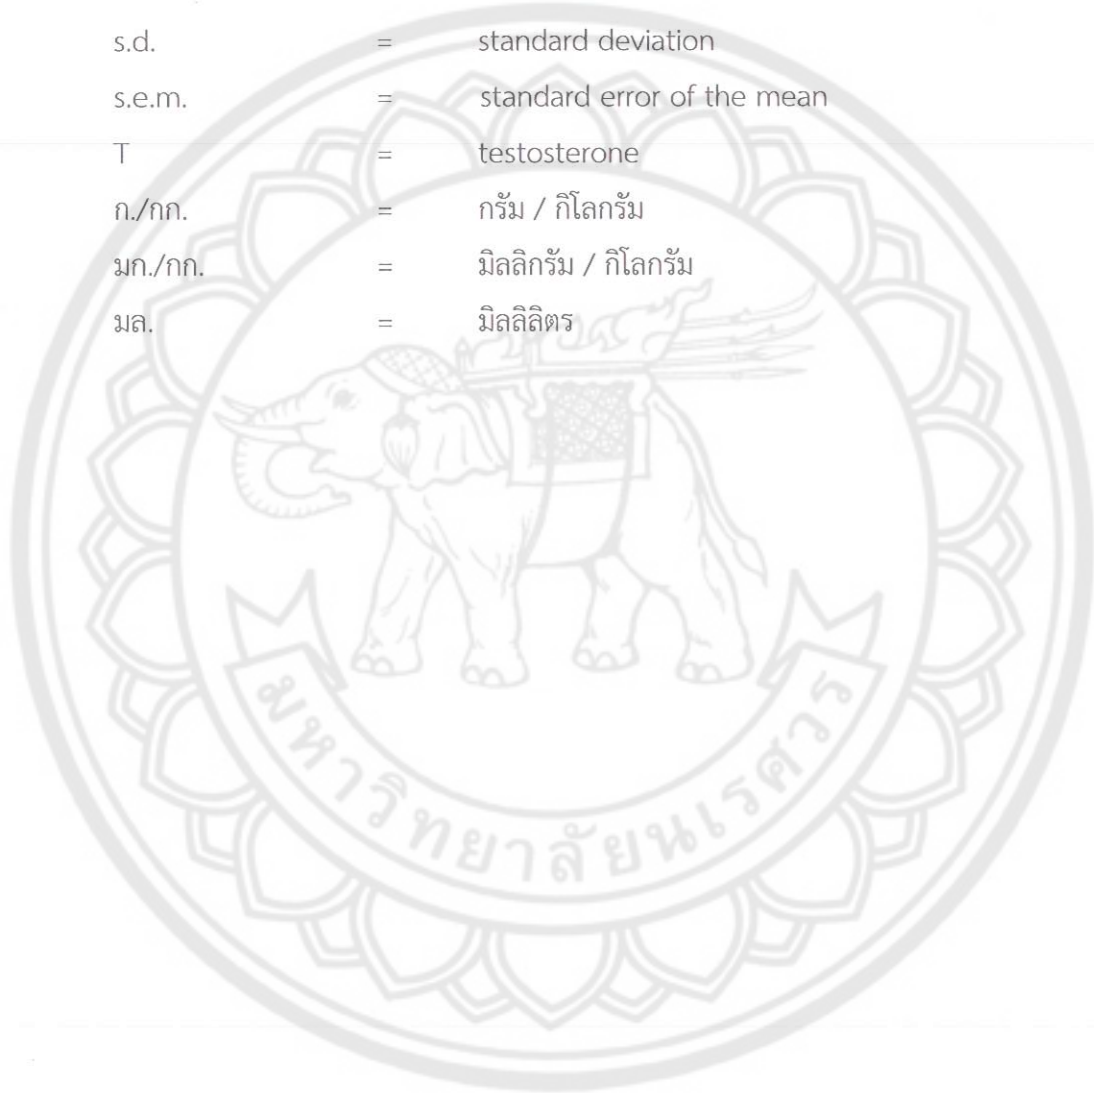 s.d. = standard deviation
s.e.m. = standard error of the mean
T = testosterone
ก./กก. = กรัม / กิโลกรัม
มก./กก. = มิลลิกรัม / กิโลกรัม
มล. = มิลลิลิตร
มหาวิทยาลัยนเรศวร